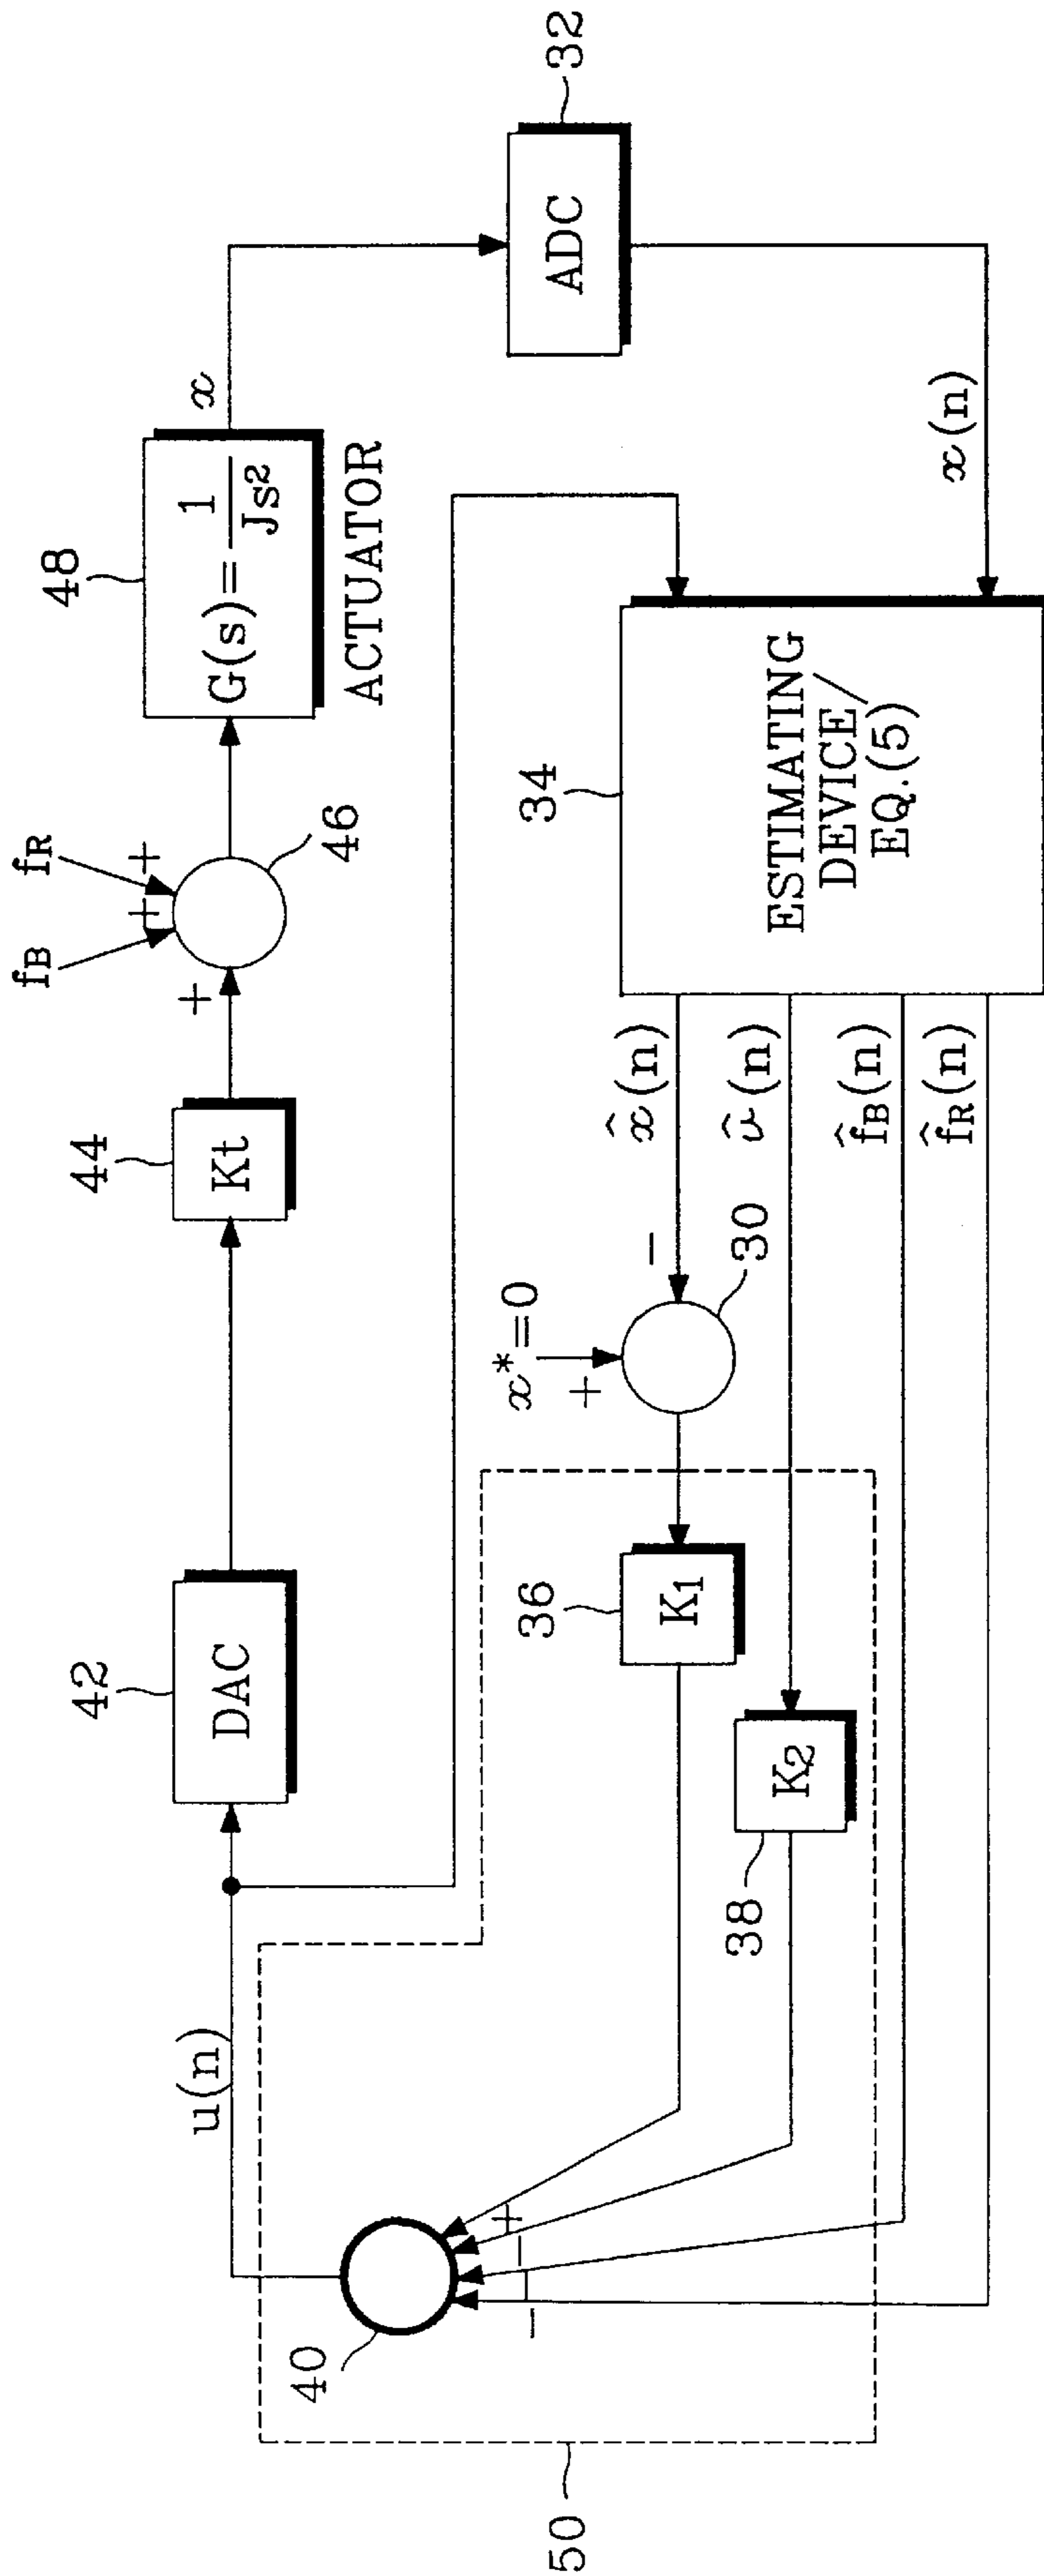 42
44
fB
fR
48
u(n)
DAC
Kt
+
+
+
46
G(s)=1/Js²
x
ACTUATOR
32
ADC
40
+
−
−
−
36
K1
x*=0
+
−
30
x̂(n)
34
ESTIMATING
DEVICE
EQ.(5)
x(n)
38
K2
v̂(n)
f̂B(n)
f̂R(n)
50